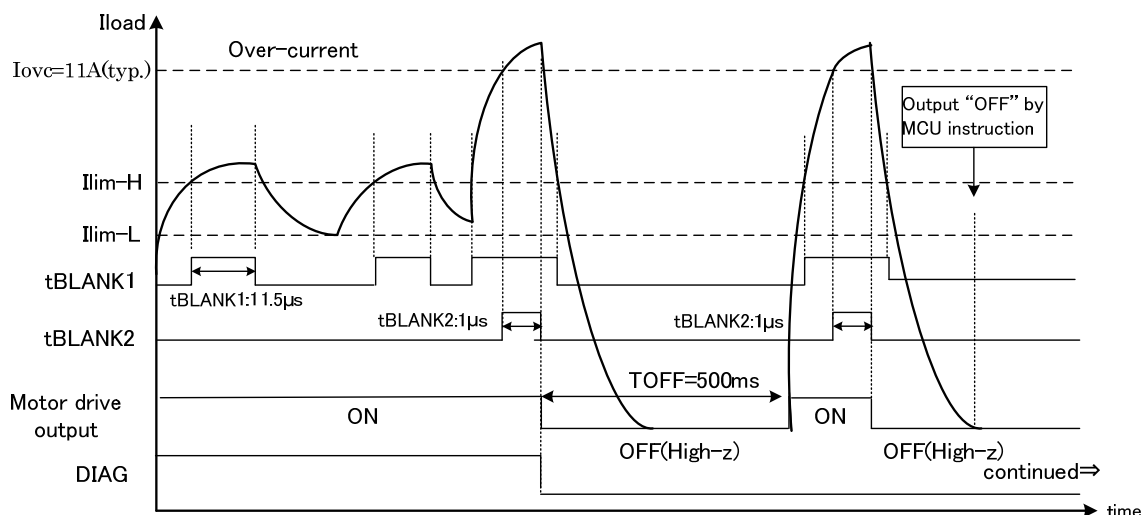 Iload
Over-current
Iovc=11A(typ.)
Output “OFF” by
MCU instruction
Ilim-H
Ilim-L
tBLANK1
tBLANK1:11.5μs
tBLANK2:1μs
tBLANK2:1μs
tBLANK2
TOFF=500ms
Motor drive
output
ON
ON
OFF(High-z)
OFF(High-z)
DIAG
continued⇒
time